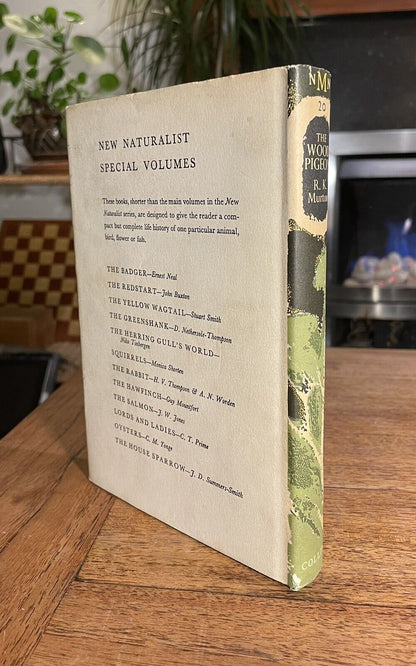 NEW NATURALIST
SPECIAL VOLUMES
These books, shorter than the main volumes in the New
Naturalist series, are designed to give the reader a com-
pact but complete life history of one particular animal,
bird, flower or fish.
THE BADGER—Ernest Neal
THE REDSTART—John Buxton
THE YELLOW WAGTAIL—Stuart Smith
THE GREENSHANK—D. Nethersole-Thompson
THE HERRING GULL'S WORLD—
Niko Tinbergen
SQUIRRELS—Monica Shorten
THE RABBIT—H. V. Thompson & A. N. Worden
THE HAWFINCH—Guy Mountfort
THE SALMON—J. W. Jones
LORDS AND LADIES—C. T. Prime
OYSTERS—C. M. Yonge
THE HOUSE SPARROW—J. D. Summers-Smith
NMN
20
THE
WOOD
PIGEON
R. K.
Murton
COLL